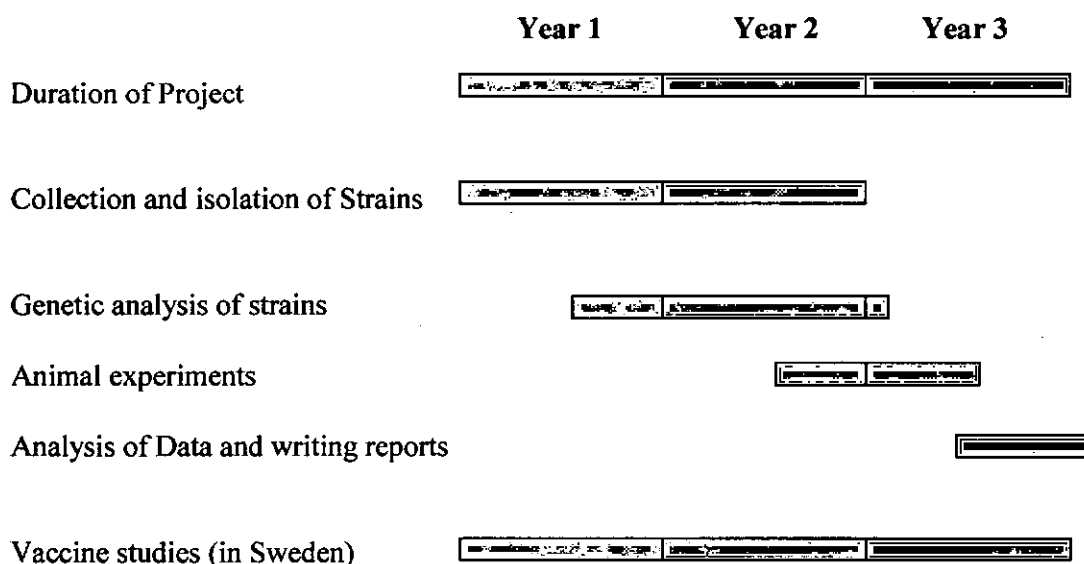 Year 1 Year 2 Year 3
Duration of Project
Collection and isolation of Strains
Genetic analysis of strains
Animal experiments
Analysis of Data and writing reports
Vaccine studies (in Sweden)